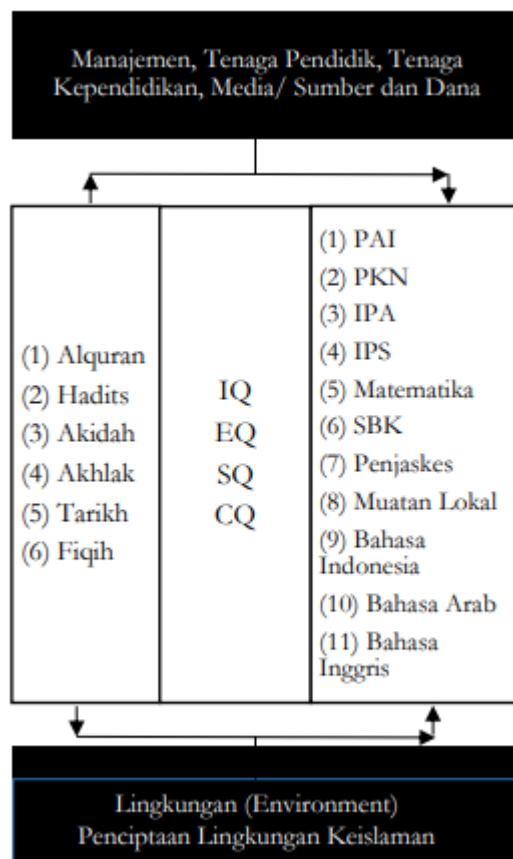 Manajemen, Tenaga Pendidik, Tenaga
Kependidikan, Media/ Sumber dan Dana
(1) Alquran
(2) Hadits
(3) Akidah
(4) Akhlak
(5) Tarikh
(6) Fiqih
IQ
EQ
SQ
CQ
(1) PAI
(2) PKN
(3) IPA
(4) IPS
(5) Matematika
(6) SBK
(7) Penjaskes
(8) Muatan Lokal
(9) Bahasa
Indonesia
(10) Bahasa Arab
(11) Bahasa
Inggris
Lingkungan (Environment)
Penciptaan Lingkungan Keislaman